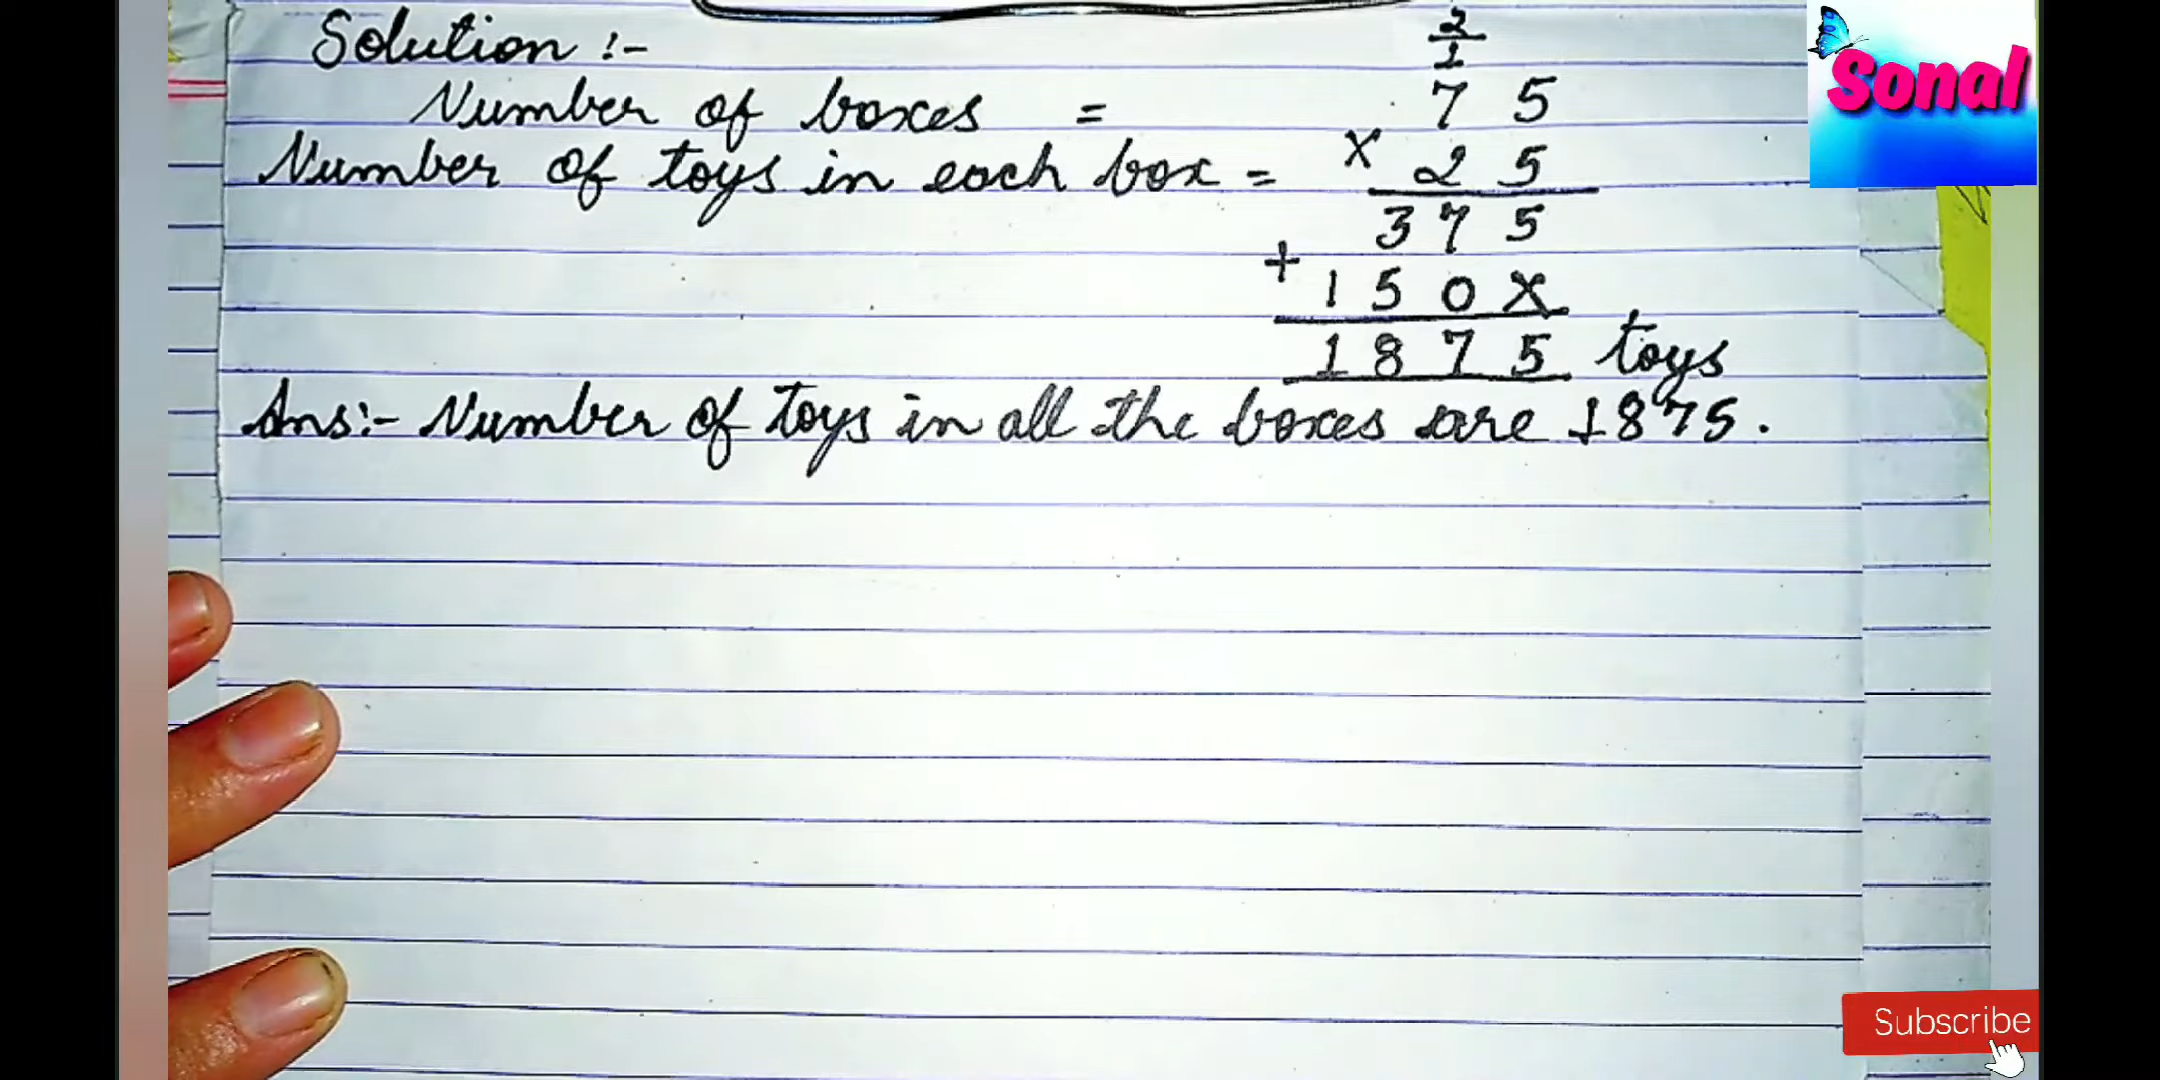 2
Solution :-
1
Number of boxes = 75
Number of toys in each box = × 25
375
+ 150×
1875 toys
Ans:- Number of toys in all the boxes are 1875.
Sonal
Subscribe